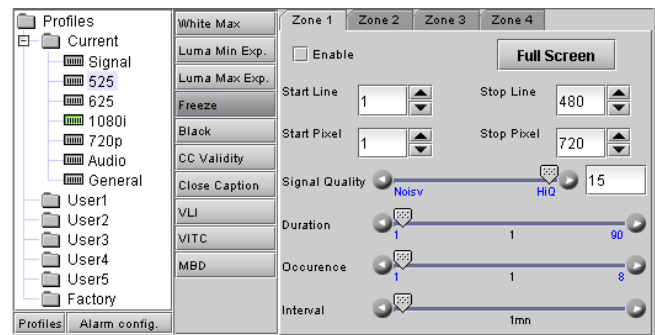 Profiles
Current
Signal
525
625
1080i
720p
Audio
General
User1
User2
User3
User4
User5
Factory
Profiles Alarm config.
White Max
Luma Min Exp.
Luma Max Exp.
Freeze
Black
CC Validity
Close Caption
VLI
VITC
MBD
Zone 1 Zone 2 Zone 3 Zone 4
Enable Full Screen
Start Line 1 Stop Line 480
Start Pixel 1 Stop Pixel 720
Signal Quality Noisy HiQ 15
Duration 1 1 90
Occurence 1 1 8
Interval 1mn